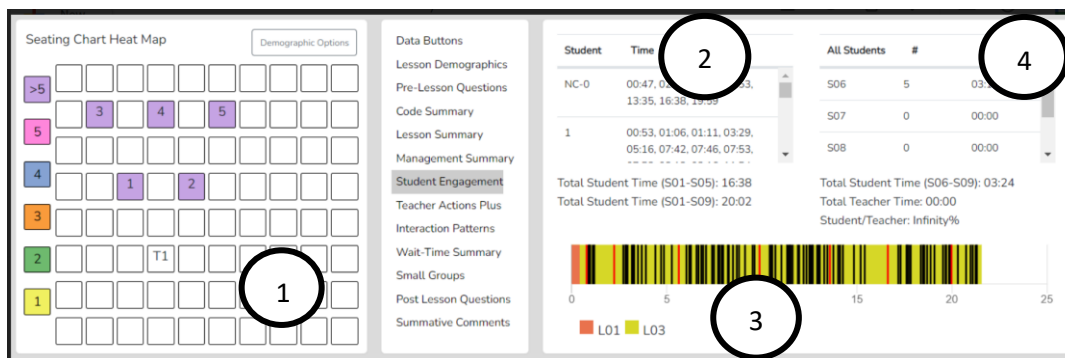 Seating Chart Heat Map
Demographic Options
>5
3 4 5
5
4
1 2
3
2
T1
1
1
Data Buttons
Lesson Demographics
Pre-Lesson Questions
Code Summary
Lesson Summary
Management Summary
Student Engagement
Teacher Actions Plus
Interaction Patterns
Wait-Time Summary
Small Groups
Post Lesson Questions
Summative Comments
Student Time
2
NC-0 00:47,
13:35, 16:38, 19:59
1 00:53, 01:06, 01:11, 03:29,
05:16, 07:42, 07:46, 07:53,
Total Student Time (S01-S05): 16:38
Total Student Time (S01-S09): 20:02
All Students #
4
S06 5
S07 0 00:00
S08 0 00:00
Total Student Time (S06-S09): 03:24
Total Teacher Time: 00:00
Student/Teacher: Infinity%
0 5 15 20 25
3
L01 L03